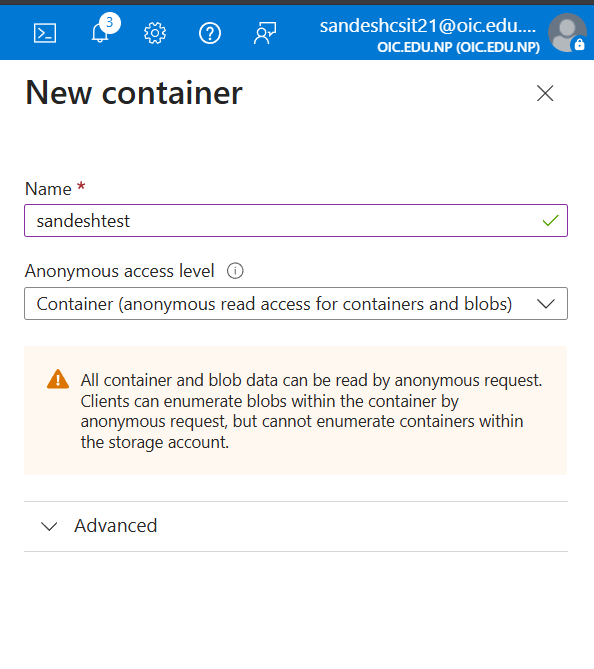 3
sandeshcsit21@oic.edu....
OIC.EDU.NP (OIC.EDU.NP)
New container
Name *
sandeshtest
Anonymous access level
Container (anonymous read access for containers and blobs)
All container and blob data can be read by anonymous request.
Clients can enumerate blobs within the container by
anonymous request, but cannot enumerate containers within
the storage account.
Advanced